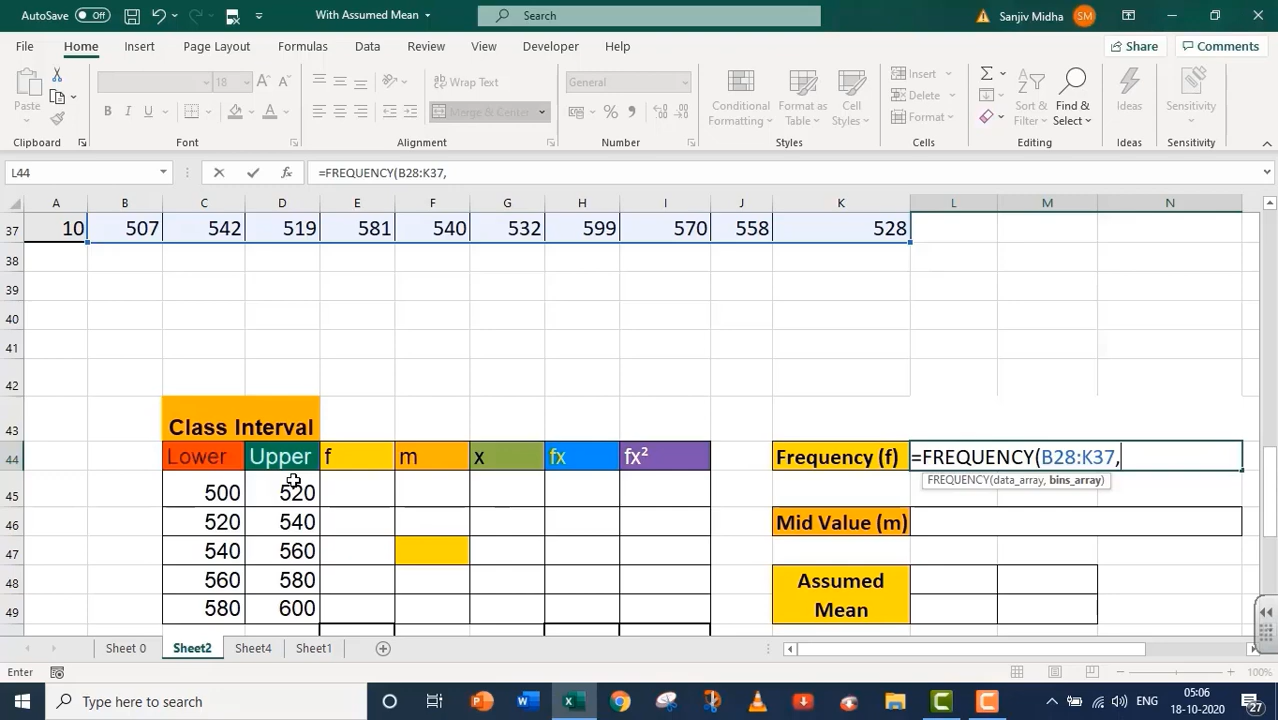 AutoSave Off With Assumed Mean Search Sanjiv Midha SM
File Home Insert Page Layout Formulas Data Review View Developer Help Share Comments
Paste 18 Wrap Text General Insert
B I U Merge & Center Conditional Formatting Format as Table Cell Styles Delete Format Sort & Filter Find & Select Ideas Sensitivity
Clipboard Font Alignment Number Styles Cells Editing Ideas Sensitivity
L44 fx =FREQUENCY(B28:K37,
A B C D E F G H I J K L M N
37 10 507 542 519 581 540 532 599 570 558 528
38
39
40
41
42
43 Class Interval
44 Lower Upper f m x fx fx² Frequency (f) =FREQUENCY(B28:K37,
FREQUENCY(data_array, bins_array)
45 500 520
46 520 540 Mid Value (m)
47 540 560
48 560 580 Assumed
49 580 600 Mean
Sheet 0 Sheet2 Sheet4 Sheet1
Enter 100%
Type here to search ENG 05:06 18-10-2020 27